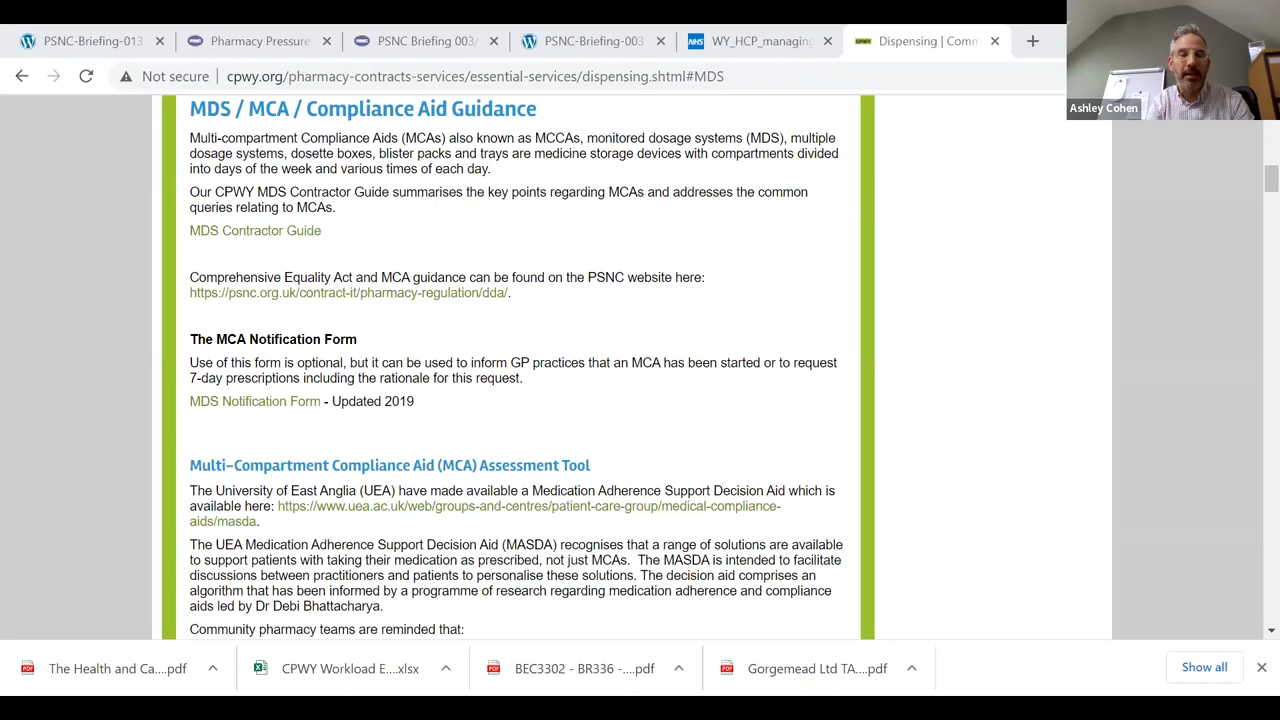 PSNC-Briefing-013
Pharmacy Pressure
PSNC Briefing 003/
PSNC-Briefing-003
NHS
WY_HCP_managing
Dispensing | Comm
Not secure
cpwy.org/pharmacy-contracts-services/essential-services/dispensing.shtml#MDS
Ashley Cohen
MDS / MCA / Compliance Aid Guidance
Multi-compartment Compliance Aids (MCAs) also known as MCCAs, monitored dosage systems (MDS), multiple
dosage systems, dosette boxes, blister packs and trays are medicine storage devices with compartments divided
into days of the week and various times of each day.
Our CPWY MDS Contractor Guide summarises the key points regarding MCAs and addresses the common
queries relating to MCAs.
MDS Contractor Guide
Comprehensive Equality Act and MCA guidance can be found on the PSNC website here:
https://psnc.org.uk/contract-it/pharmacy-regulation/dda/.
The MCA Notification Form
Use of this form is optional, but it can be used to inform GP practices that an MCA has been started or to request
7-day prescriptions including the rationale for this request.
MDS Notification Form - Updated 2019
Multi-Compartment Compliance Aid (MCA) Assessment Tool
The University of East Anglia (UEA) have made available a Medication Adherence Support Decision Aid which is
available here: https://www.uea.ac.uk/web/groups-and-centres/patient-care-group/medical-compliance-
aids/masda.
The UEA Medication Adherence Support Decision Aid (MASDA) recognises that a range of solutions are available
to support patients with taking their medication as prescribed, not just MCAs.  The MASDA is intended to facilitate
discussions between practitioners and patients to personalise these solutions. The decision aid comprises an
algorithm that has been informed by a programme of research regarding medication adherence and compliance
aids led by Dr Debi Bhattacharya.
Community pharmacy teams are reminded that:
The Health and Ca....pdf
CPWY Workload E....xlsx
BEC3302 - BR336 -....pdf
Gorgemead Ltd TA....pdf
Show all